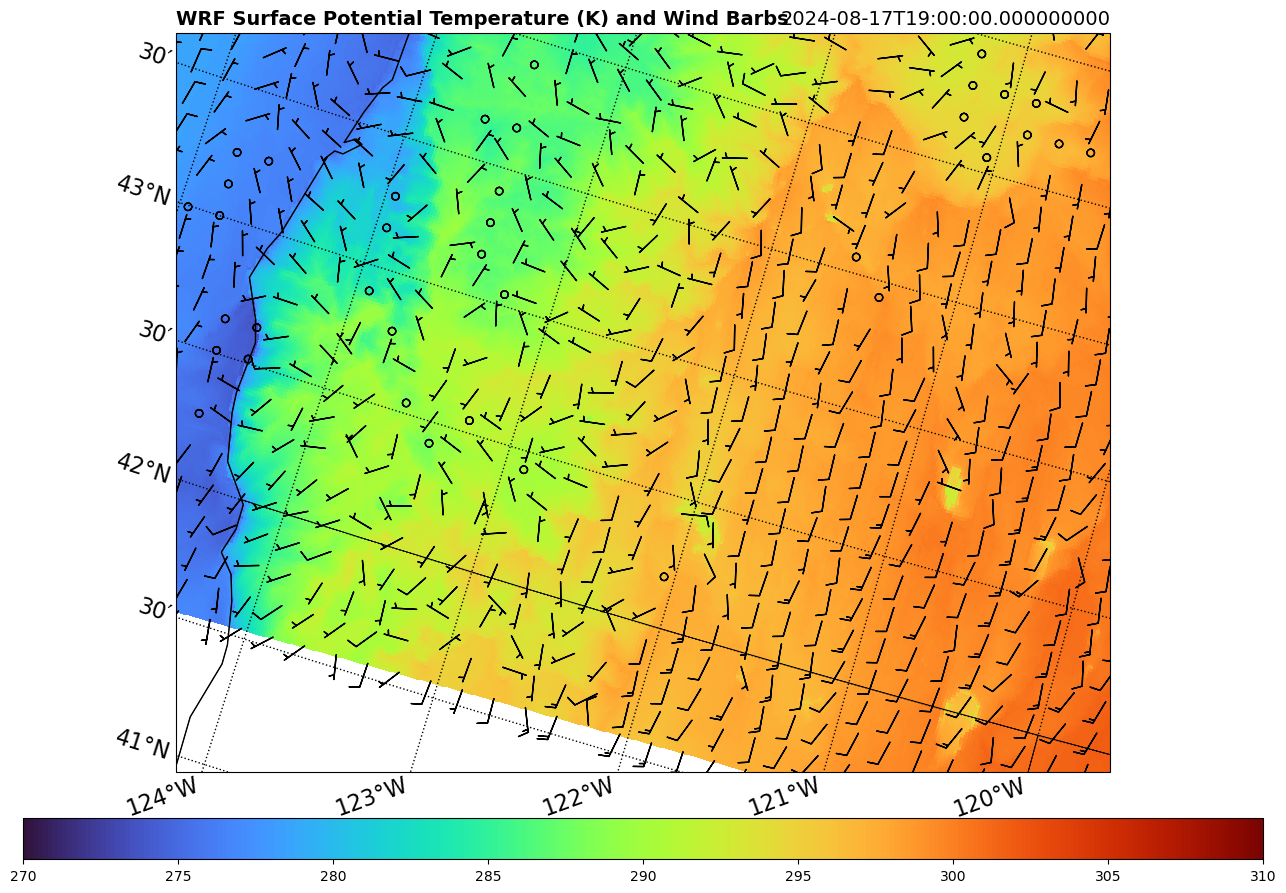 WRF Surface Potential Temperature (K) and Wind Barbs 2024-08-17T19:00:00.000000000
30′
43°N
30′
42°N
30′
41°N
124°W 123°W 122°W 121°W 120°W
270 275 280 285 290 295 300 305 310